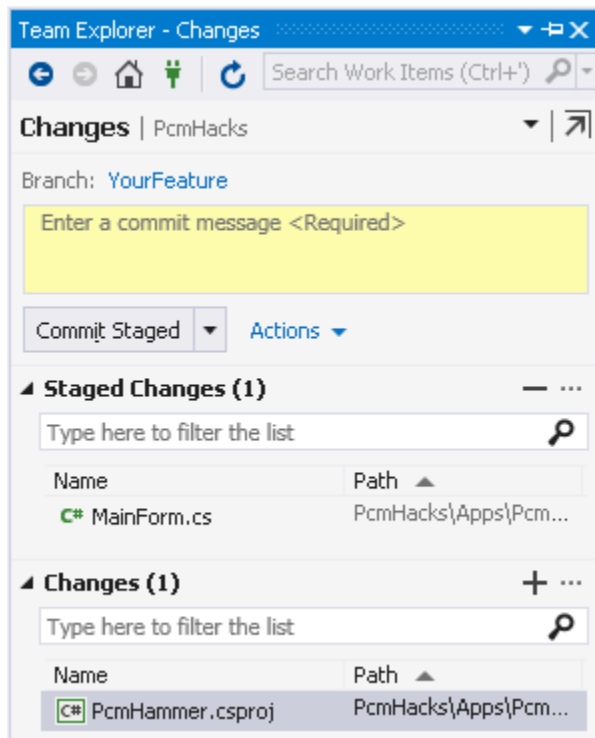 Team Explorer - Changes
Search Work Items (Ctrl+')
Changes | PcmHacks
Branch: YourFeature
Enter a commit message <Required>
Commit Staged Actions
Staged Changes (1)
Type here to filter the list
Name Path
C# MainForm.cs PcmHacks\Apps\Pcm...
Changes (1)
Type here to filter the list
Name Path
C# PcmHammer.csproj PcmHacks\Apps\Pcm...